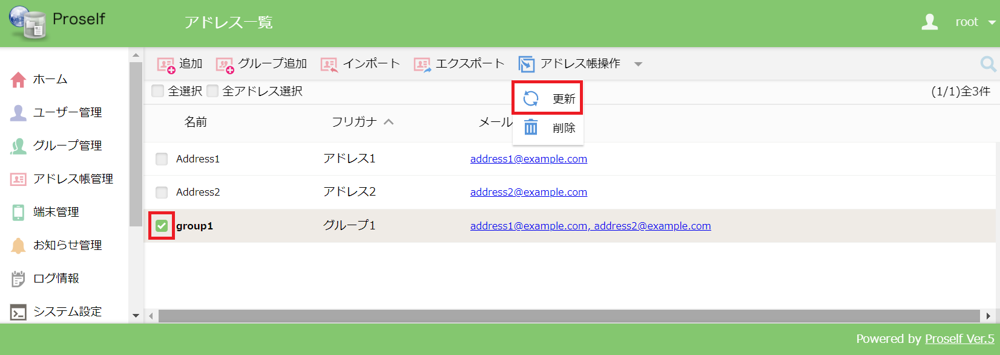 Proself
アドレス一覧
root
ホーム
ユーザー管理
グループ管理
アドレス帳管理
端末管理
お知らせ管理
ログ情報
システム設定
追加 グループ追加 インポート エクスポート アドレス帳操作
全選択 全アドレス選択
(1/1)全3件
更新
削除
名前 フリガナ メール
Address1 アドレス1 address1@example.com
Address2 アドレス2 address2@example.com
group1 グループ1 address1@example.com, address2@example.com
Powered by Proself Ver.5